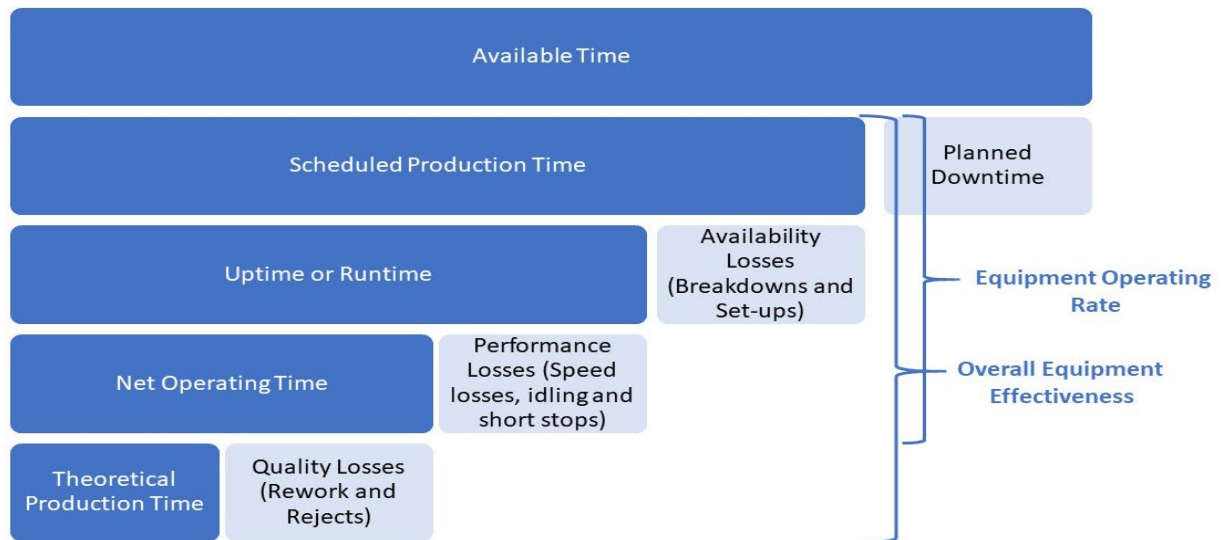 Available Time
Scheduled Production Time
Planned
Downtime
Uptime or Runtime
Availability
Losses
(Breakdowns and
Set-ups)
Equipment Operating
Rate
Net Operating Time
Performance
Losses (Speed
losses, idling and
short stops)
Overall Equipment
Effectiveness
Theoretical
Production Time
Quality Losses
(Rework and
Rejects)